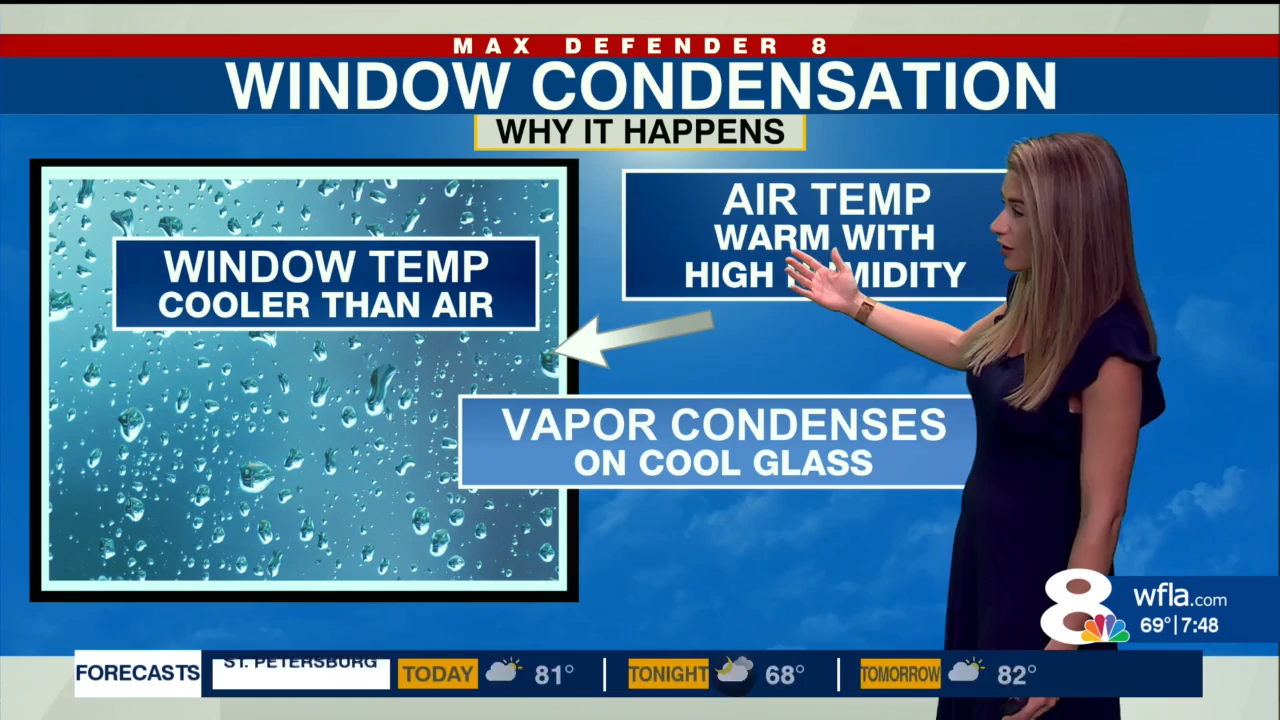 MAX DEFENDER 8
WINDOW CONDENSATION
WHY IT HAPPENS
WINDOW TEMP
COOLER THAN AIR
AIR TEMP
WARM WITH
HIGH HUMIDITY
VAPOR CONDENSES
ON COOL GLASS
8 wfla.com
69° 7:48
FORECASTS ST. PETERSBURG TODAY 81° TONIGHT 68° TOMORROW 82°